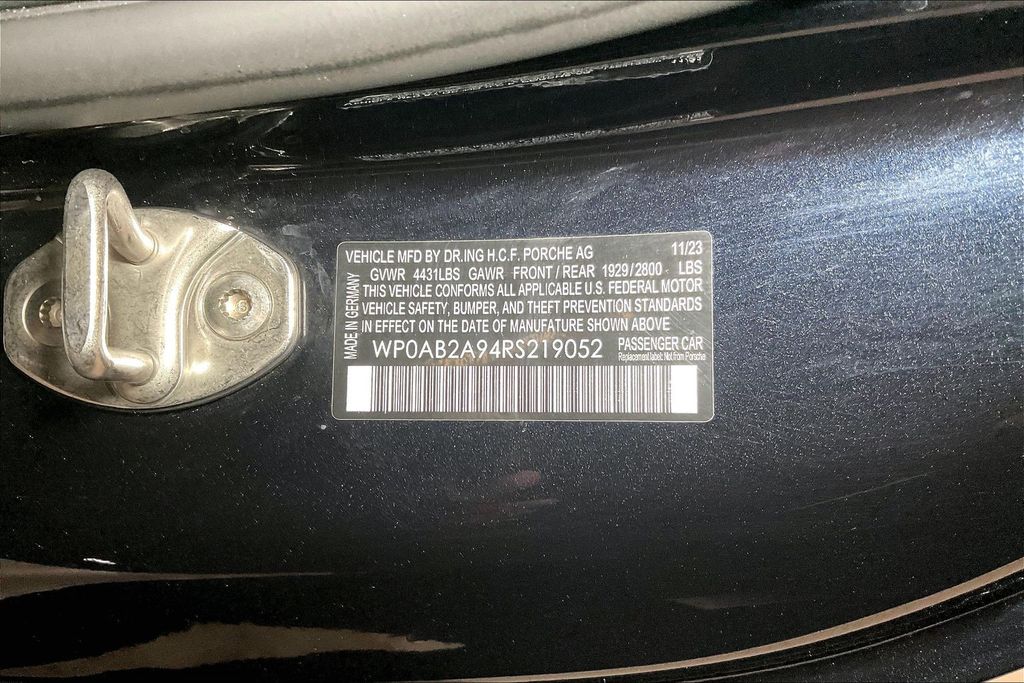 VEHICLE MFD BY DR.ING H.C.F. PORCHE AG 11/23
GVWR 4431LBS GAWR FRONT / REAR 1929/2800 LBS
THIS VEHICLE CONFORMS ALL APPLICABLE U.S. FEDERAL MOTOR
VEHICLE SAFETY, BUMPER, AND THEFT PREVENTION STANDARDS
IN EFFECT ON THE DATE OF MANUFATURE SHOWN ABOVE
MADE IN GERMANY
WP0AB2A94RS219052 PASSENGER CAR
Replacement label: Not from Porsche